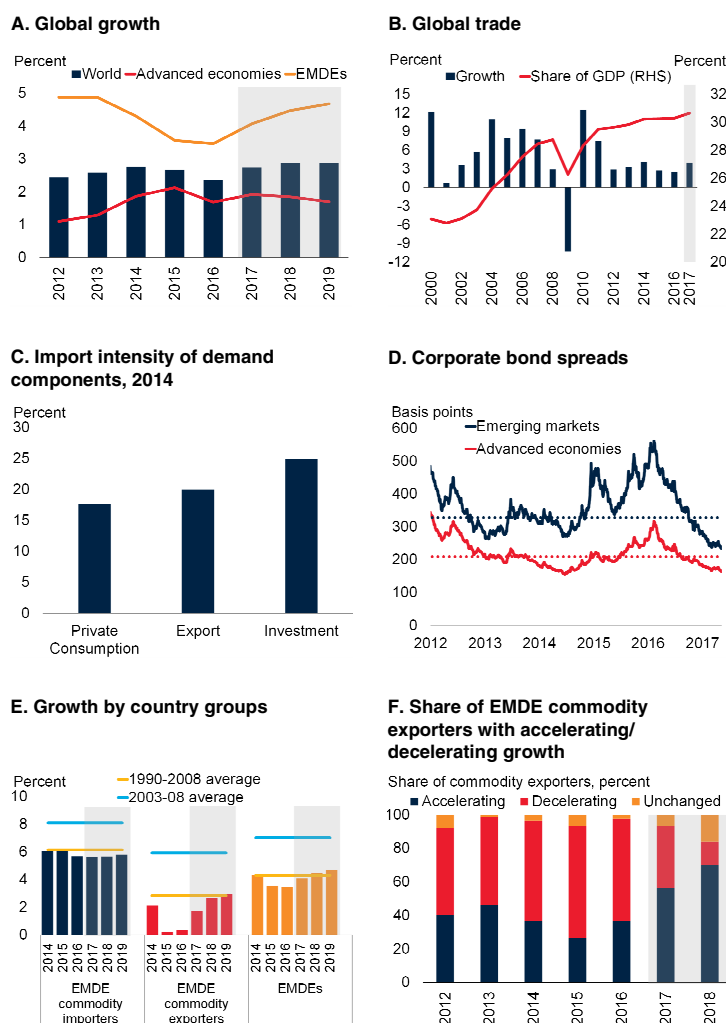 A. Global growth
Percent
World Advanced economies EMDEs
5
4
3
2
1
0
2012 2013 2014 2015 2016 2017 2018 2019
B. Global trade
Percent Percent
Growth Share of GDP (RHS)
15 32
12 30
9 28
6 26
3 24
0 22
-3 20
-6
-9
-12
2000 2002 2004 2006 2008 2010 2012 2014 2016 2017
C. Import intensity of demand
components, 2014
Percent
30
25
20
15
10
5
0
Private Export Investment
Consumption
D. Corporate bond spreads
Basis points
Emerging markets
Advanced economies
600
500
400
300
200
100
0
2012 2013 2014 2015 2016 2017
E. Growth by country groups
Percent
1990-2008 average
2003-08 average
10
8
6
4
2
0
2014 2015 2016 2017 2018 2019 2014 2015 2016 2017 2018 2019 2014 2015 2016 2017 2018 2019
EMDE EMDE EMDEs
commodity commodity
importers exporters
F. Share of EMDE commodity
exporters with accelerating/
decelerating growth
Share of commodity exporters, percent
Accelerating Decelerating Unchanged
100
80
60
40
20
0
2012 2013 2014 2015 2016 2017 2018